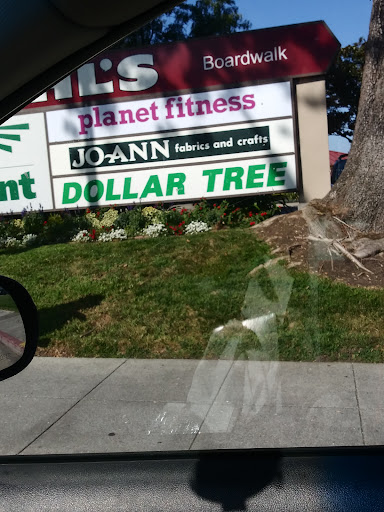 Boardwalk
planet fitness
JO-ANN fabrics and crafts
DOLLAR TREE